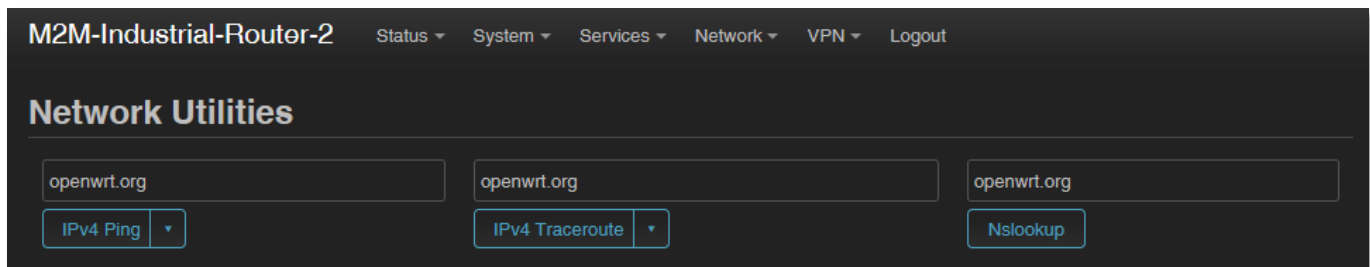 M2M-Industrial-Router-2 Status System Services Network VPN Logout
Network Utilities
openwrt.org openwrt.org openwrt.org
IPv4 Ping IPv4 Traceroute Nslookup